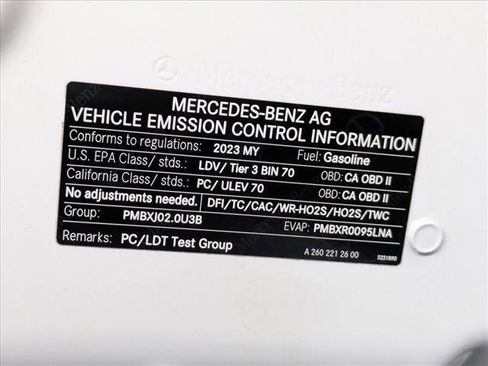 Mercedes-Benz
MERCEDES-BENZ AG
VEHICLE EMISSION CONTROL INFORMATION
Conforms to regulations: 2023 MY Fuel: Gasoline
U.S. EPA Class/ stds.: LDV/ Tier 3 BIN 70 OBD: CA OBD II
California Class/ stds.: PC/ ULEV 70 OBD: CA OBD II
No adjustments needed. DFI/TC/CAC/WR-HO2S/HO2S/TWC
Group: PMBXJ02.0U3B EVAP: PMBXR0095LNA
Remarks: PC/LDT Test Group A 260 221 26 00 5231890